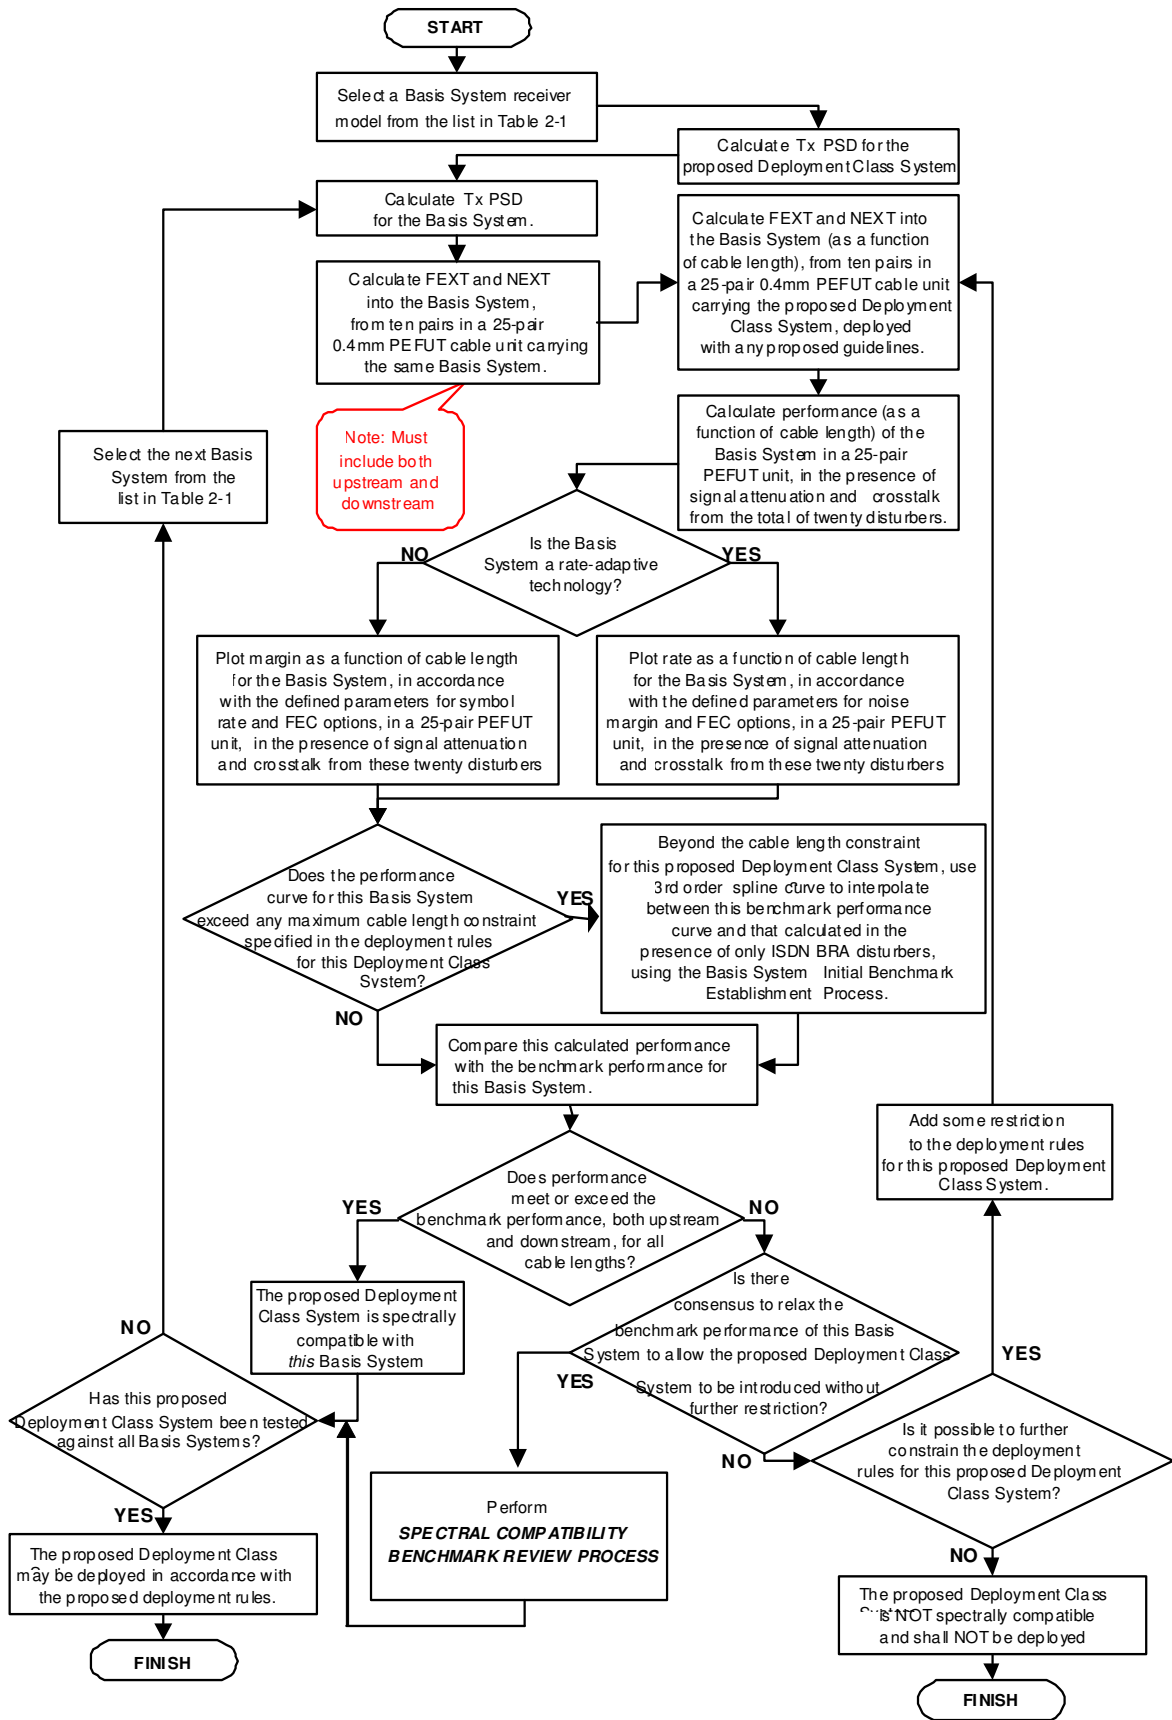 START
Select a Basis System receiver
model from the list in Table 2-1
Calculate Tx PSD for the
proposed Deployment Class System
Calculate Tx PSD
for the Basis System.
Calculate FEXT and NEXT into
the Basis System (as a function
of cable length), from ten pairs in
a 25-pair 0.4mm PEFUT cable unit
carrying the proposed Deployment
Class System, deployed
with any proposed guidelines.
Calculate FEXT and NEXT
into the Basis System,
from ten pairs in a 25-pair
0.4mm PEFUT cable unit carrying
the same Basis System.
Note: Must
include both
upstream and
downstream
Calculate performance (as a
function of cable length) of the
Basis System in a 25-pair
PEFUT unit, in the presence of
signal attenuation and crosstalk
from the total of twenty disturbers.
Select the next Basis
System from the
list in Table 2-1
Is the Basis
System a rate-adaptive
technology?
NO
YES
Plot margin as a function of cable length
for the Basis System, in accordance
with the defined parameters for symbol
rate and FEC options, in a 25-pair PEFUT
unit, in the presence of signal attenuation
and crosstalk from these twenty disturbers
Plot rate as a function of cable length
for the Basis System, in accordance
with the defined parameters for noise
margin and FEC options, in a 25-pair PEFUT
unit, in the presence of signal attenuation
and crosstalk from these twenty disturbers
Does the performance
curve for this Basis System
exceed any maximum cable length constraint
specified in the deployment rules
for this Deployment Class
System?
YES
NO
Beyond the cable length constraint
for this proposed Deployment Class System, use
3rd order spline curve to interpolate
between this benchmark performance
curve and that calculated in the
presence of only ISDN BRA disturbers,
using the Basis System Initial Benchmark
Establishment Process.
Compare this calculated performance
with the benchmark performance for
this Basis System.
Add some restriction
to the deployment rules
for this proposed Deployment
Class System.
Does performance
meet or exceed the
benchmark performance, both upstream
and downstream, for all
cable lengths?
YES
NO
The proposed Deployment
Class System is spectrally
compatible with
this Basis System
Is there
consensus to relax the
benchmark performance of this Basis
System to allow the proposed Deployment Class
System to be introduced without
further restriction?
YES
NO
Has this proposed
Deployment Class System been tested
against all Basis Systems?
NO
YES
Is it possible to further
constrain the deployment
rules for this proposed Deployment
Class System?
YES
NO
Perform
SPECTRAL COMPATIBILITY
BENCHMARK REVIEW PROCESS
The proposed Deployment Class
may be deployed in accordance with
the proposed deployment rules.
FINISH
The proposed Deployment Class
is NOT spectrally compatible
and shall NOT be deployed
FINISH